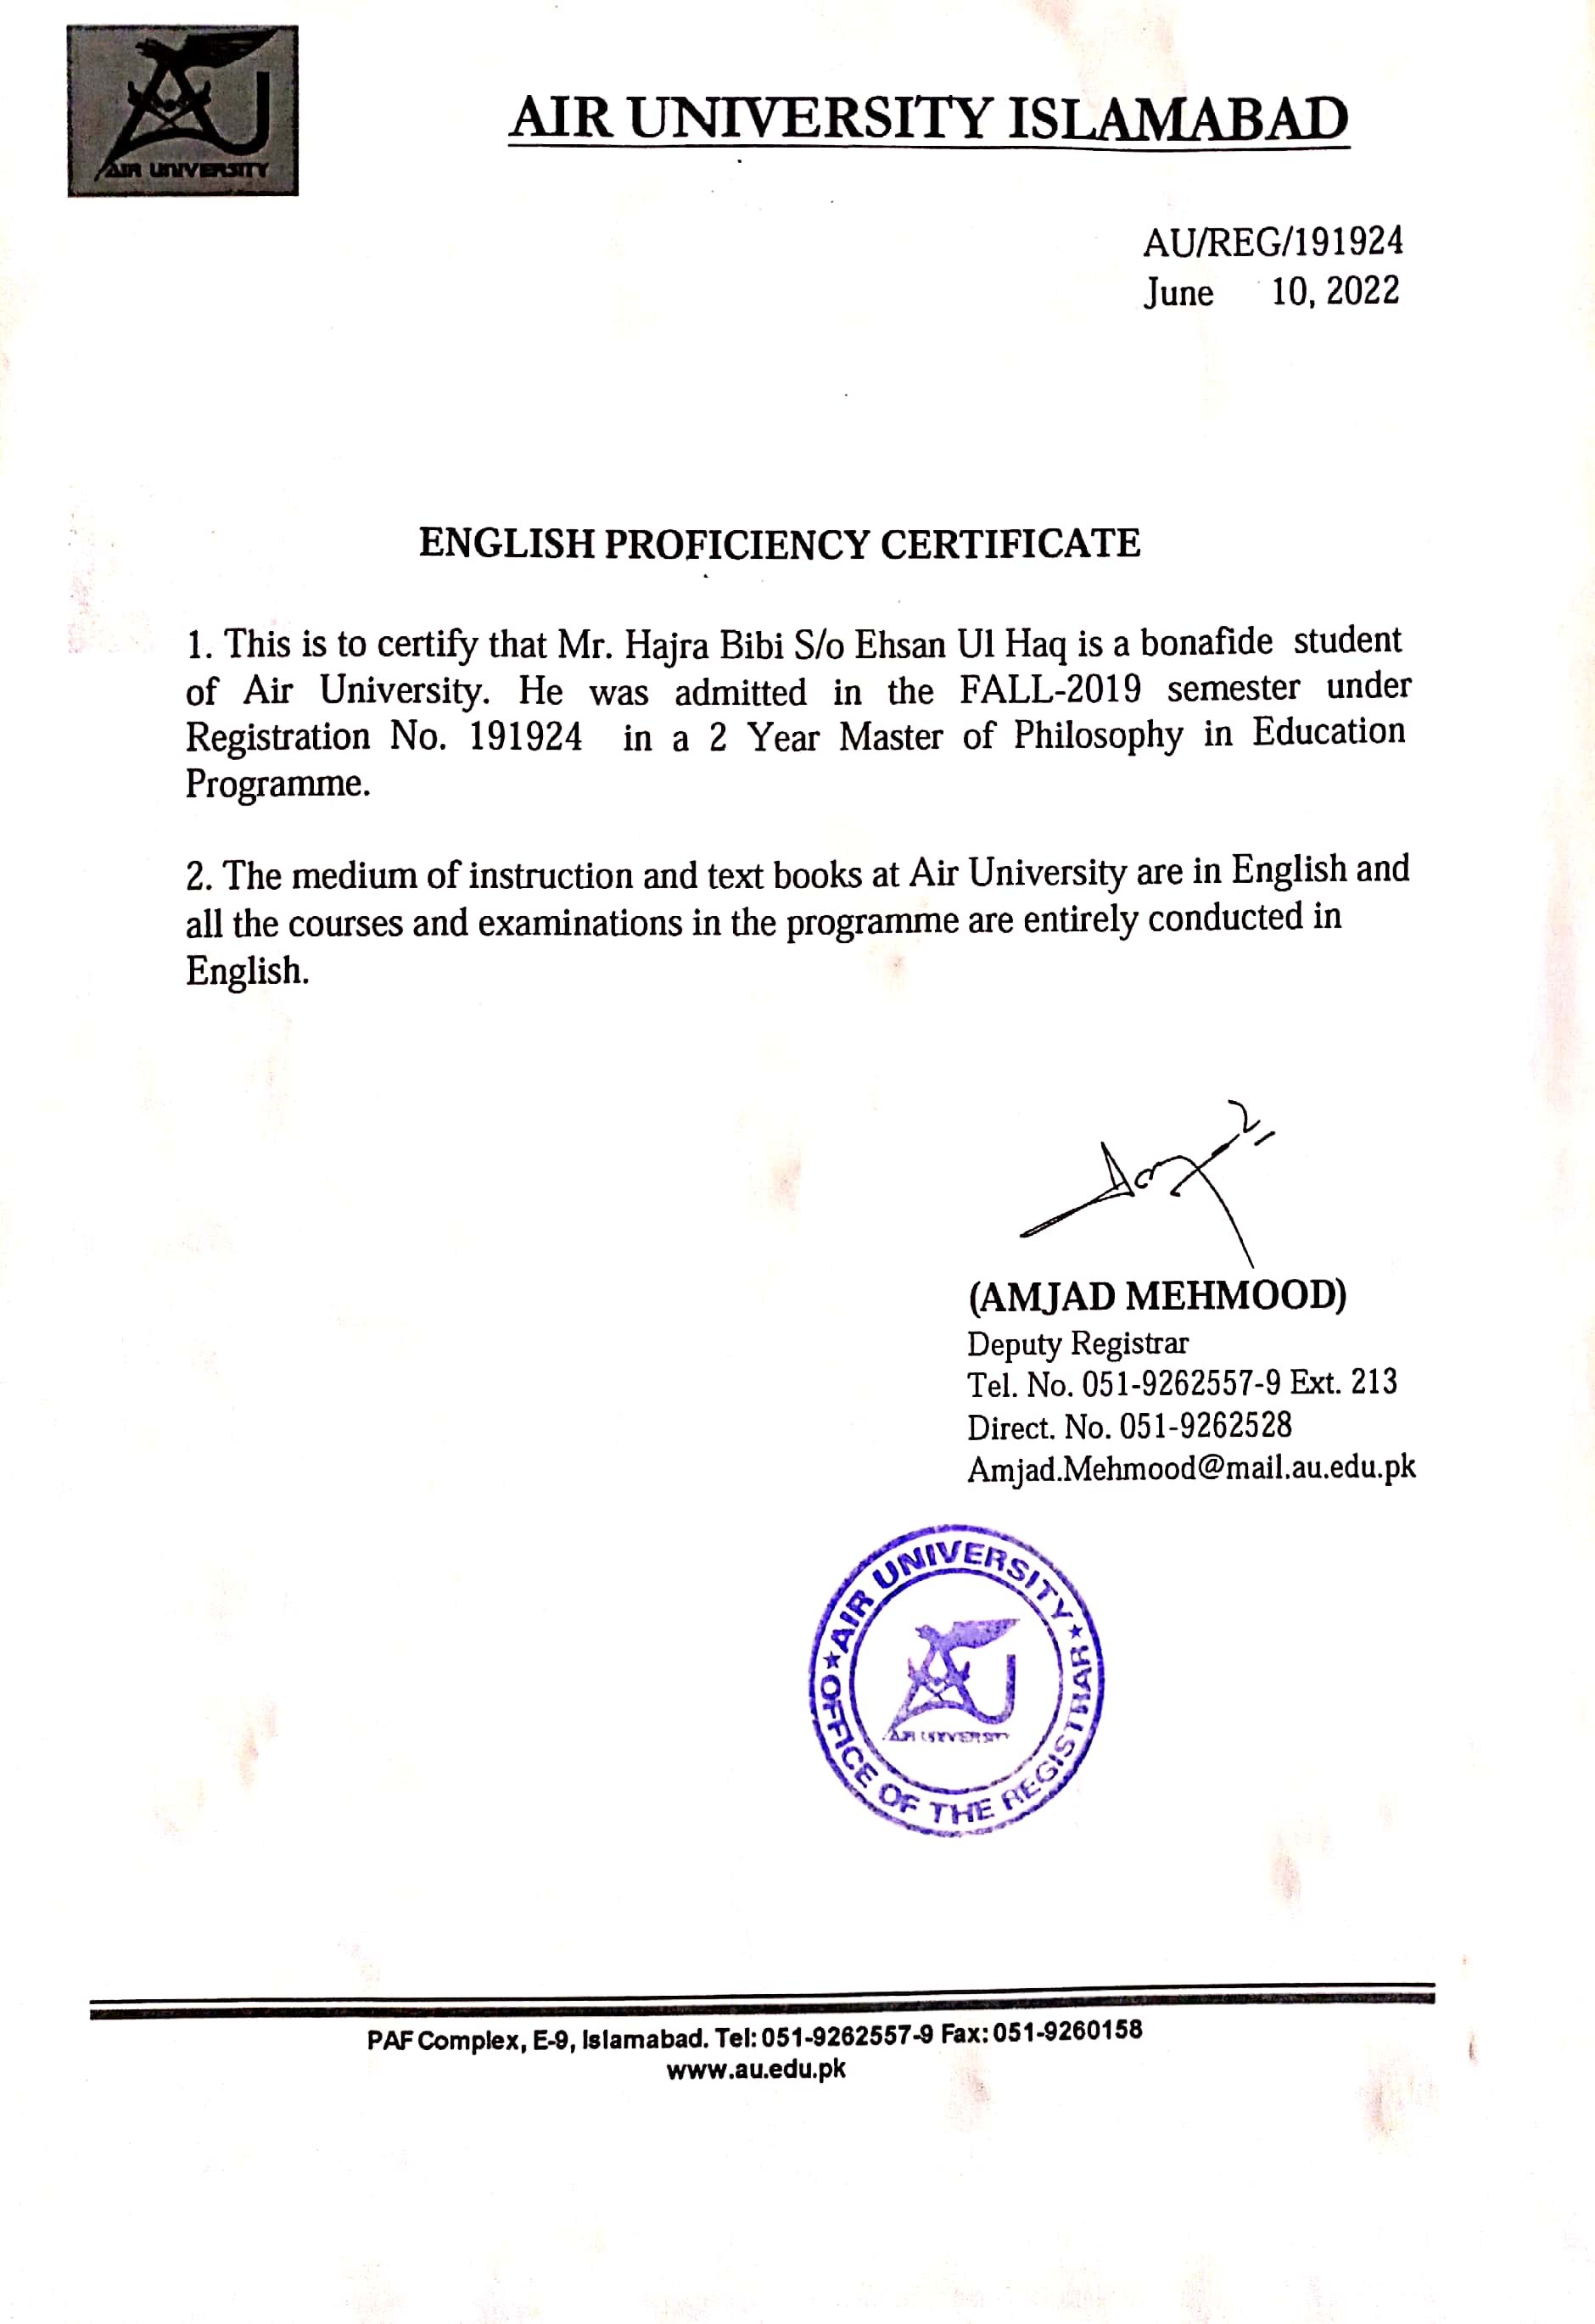 AIR UNIVERSITY
AIR UNIVERSITY ISLAMABAD
AU/REG/191924
June 10, 2022
ENGLISH PROFICIENCY CERTIFICATE
1. This is to certify that Mr. Hajra Bibi S/o Ehsan Ul Haq is a bonafide student
of Air University. He was admitted in the FALL-2019 semester under
Registration No. 191924 in a 2 Year Master of Philosophy in Education
Programme.
2. The medium of instruction and text books at Air University are in English and
all the courses and examinations in the programme are entirely conducted in
English.
(AMJAD MEHMOOD)
Deputy Registrar
Tel. No. 051-9262557-9 Ext. 213
Direct. No. 051-9262528
Amjad.Mehmood@mail.au.edu.pk
★AIR UNIVERSITY★
OFFICE OF THE REGISTRAR
AIR UNIVERSITY
PAF Complex, E-9, Islamabad. Tel: 051-9262557-9 Fax: 051-9260158
www.au.edu.pk